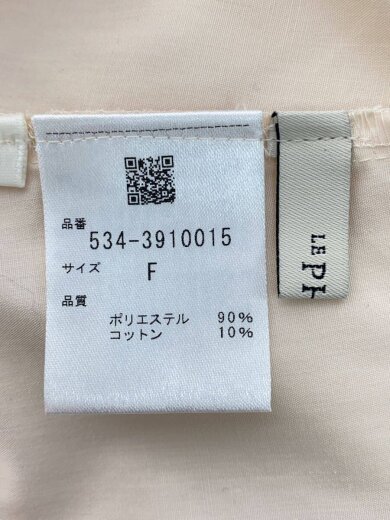 品番
534-3910015
サイズ F
品質
ポリエステル 90%
コットン 10%
LE PH